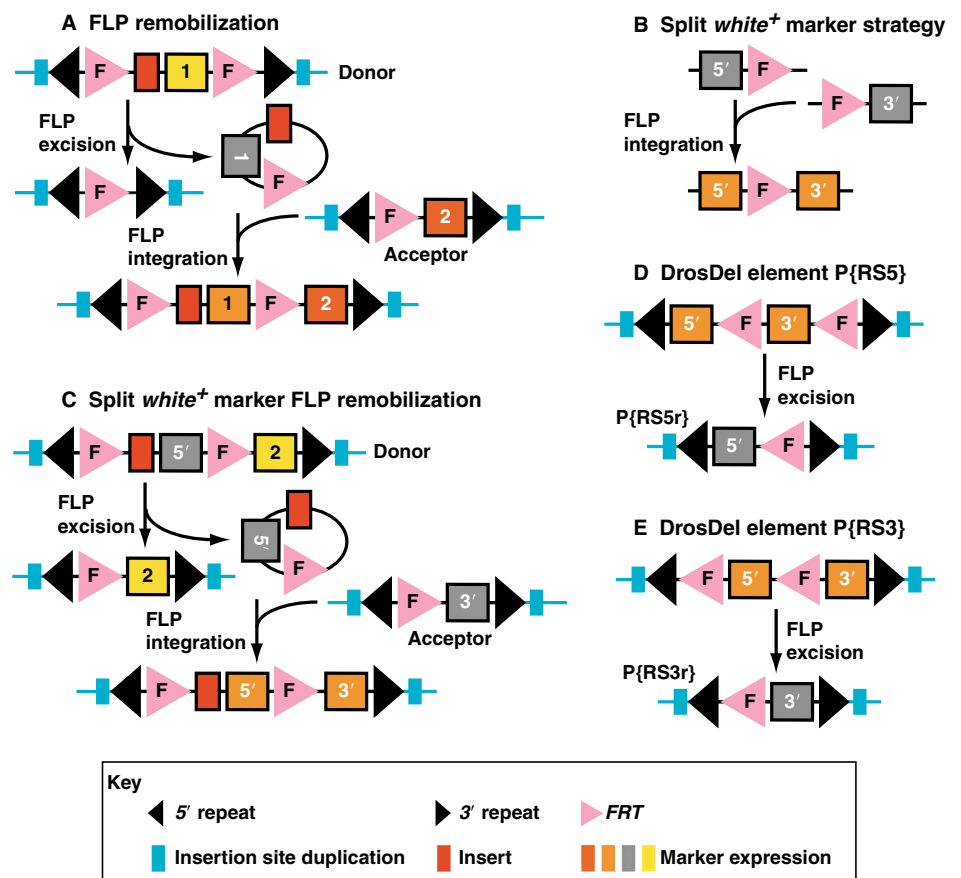 A FLP remobilization
F
1
F
Donor
FLP
excision
1
F
F
FLP
integration
F
2
Acceptor
F
1
F
2
B Split white+ marker strategy
5′
F
F
3′
FLP
integration
5′
F
3′
C Split white+ marker FLP remobilization
F
5′
F
2
Donor
FLP
excision
5′
F
F
2
FLP
integration
F
3′
Acceptor
F
5′
F
3′
D DrosDel element P{RS5}
5′
F
3′
F
FLP
excision
P{RS5r}
5′
F
E DrosDel element P{RS3}
F
5′
F
3′
FLP
excision
P{RS3r}
F
3′
Key
5′ repeat
3′ repeat
FRT
Insertion site duplication
Insert
Marker expression